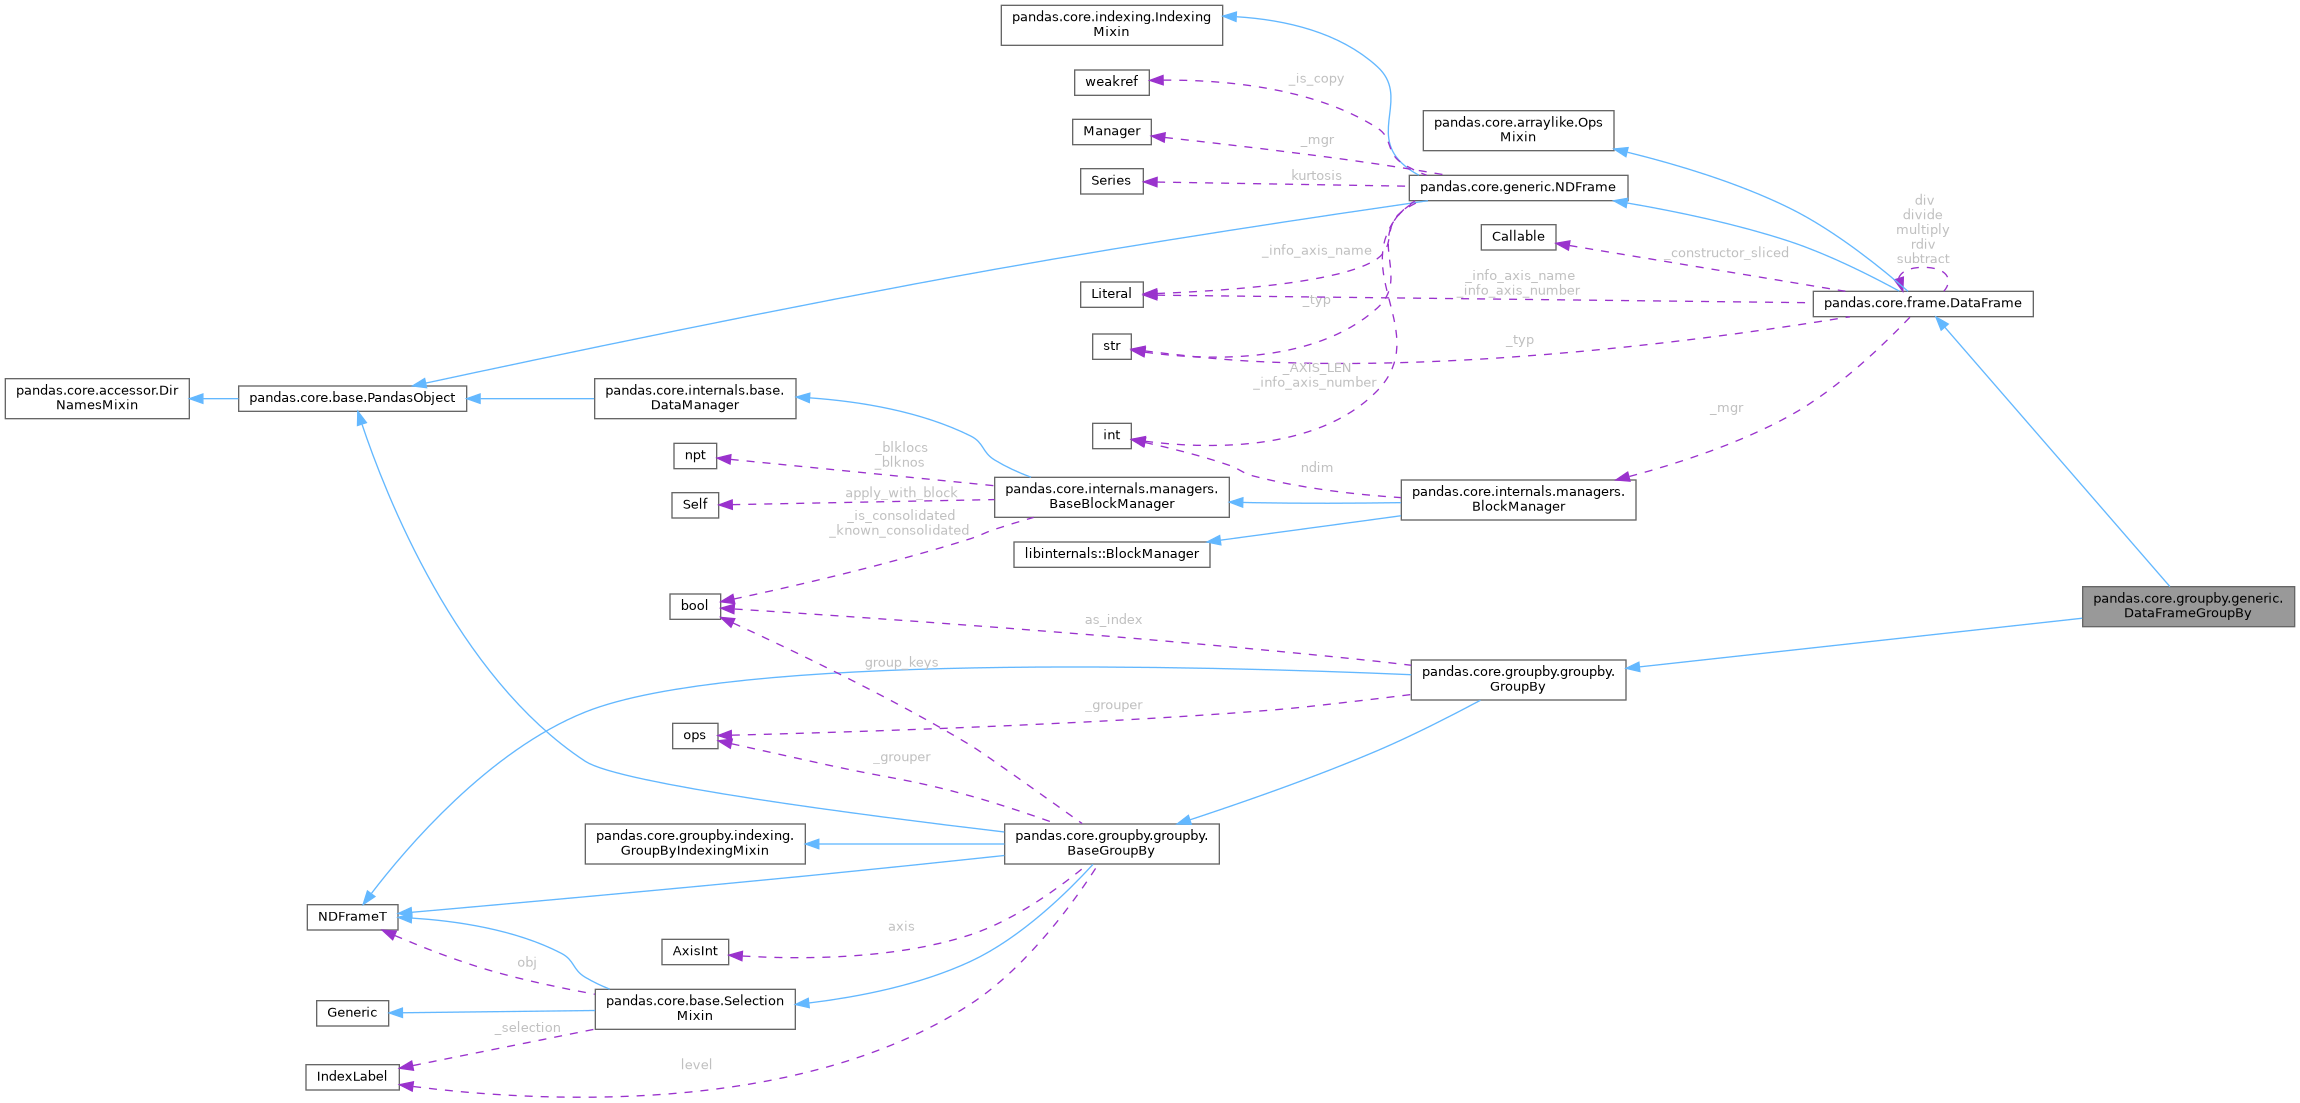 pandas.core.indexing.Indexing
Mixin
weakref
_is_copy
Manager
_mgr
Series
kurtosis
pandas.core.arraylike.Ops
Mixin
pandas.core.generic.NDFrame
Callable
_constructor_sliced
div
divide
multiply
rdiv
subtract
_info_axis_name
Literal
_info_axis_name
_info_axis_number
pandas.core.frame.DataFrame
_typ
str
_typ
_AXIS_LEN
_info_axis_number
pandas.core.accessor.Dir
NamesMixin
pandas.core.base.PandasObject
pandas.core.internals.base.
DataManager
_mgr
int
ndim
npt
_blklocs
_blknos
Self
apply_with_block
pandas.core.internals.managers.
BaseBlockManager
pandas.core.internals.managers.
BlockManager
_is_consolidated
_known_consolidated
libinternals::BlockManager
bool
as_index
pandas.core.groupby.generic.
DataFrameGroupBy
group_keys
pandas.core.groupby.groupby.
GroupBy
ops
_grouper
_grouper
pandas.core.groupby.indexing.
GroupByIndexingMixin
pandas.core.groupby.groupby.
BaseGroupBy
NDFrameT
AxisInt
axis
obj
Generic
pandas.core.base.Selection
Mixin
_selection
IndexLabel
level